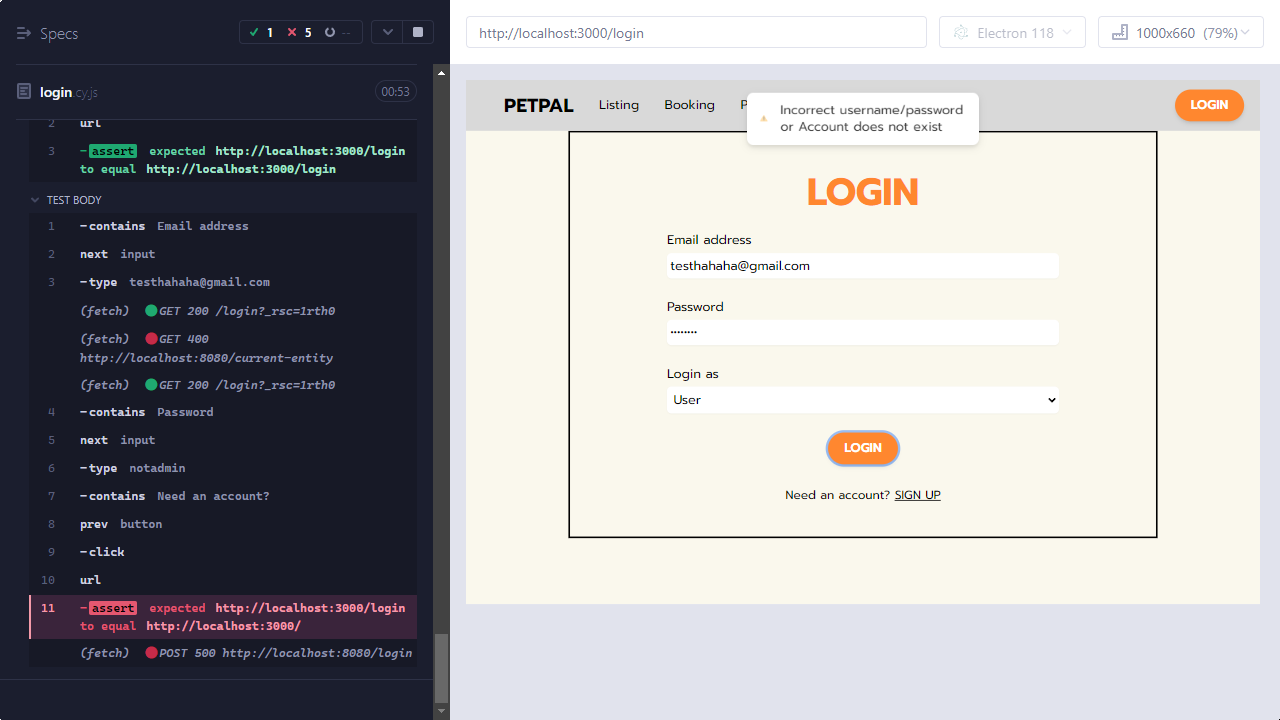 Specs
1
5
--
login.cy.js
00:53
2 url
3 -assert expected http://localhost:3000/login
to equal http://localhost:3000/login
TEST BODY
1 -contains Email address
2 next input
3 -type testhahaha@gmail.com
(fetch) GET 200 /login?_rsc=1rth0
(fetch) GET 400
http://localhost:8080/current-entity
(fetch) GET 200 /login?_rsc=1rth0
4 -contains Password
5 next input
6 -type notadmin
7 -contains Need an account?
8 prev button
9 -click
10 url
11 -assert expected http://localhost:3000/login
to equal http://localhost:3000/
(fetch) POST 500 http://localhost:8080/login
http://localhost:3000/login
Electron 118
1000x660 (79%)
PETPAL Listing Booking P
Incorrect username/password
or Account does not exist
LOGIN
LOGIN
Email address
testhahaha@gmail.com
Password
••••••••
Login as
User
LOGIN
Need an account? SIGN UP